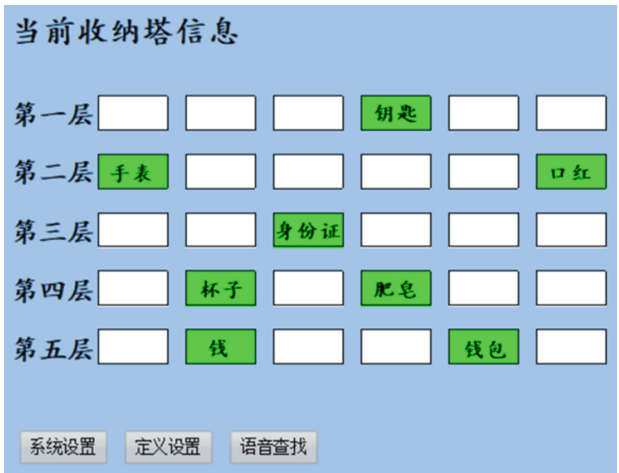 当前收纳塔信息
第一层 钥匙
第二层 手表 口红
第三层 身份证
第四层 杯子 肥皂
第五层 钱 钱包
系统设置 定义设置 语音查找